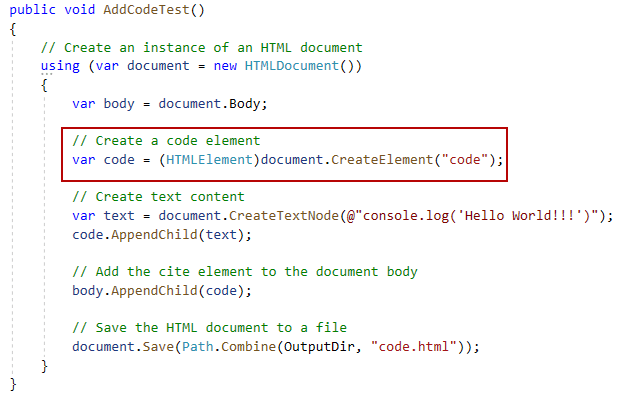 public void AddCodeTest()
{
// Create an instance of an HTML document
using (var document = new HTMLDocument())
{
var body = document.Body;
// Create a code element
var code = (HTMLElement)document.CreateElement("code");
// Create text content
var text = document.CreateTextNode(@"console.log('Hello World!!!')");
code.AppendChild(text);
// Add the cite element to the document body
body.AppendChild(code);
// Save the HTML document to a file
document.Save(Path.Combine(OutputDir, "code.html"));
}
}